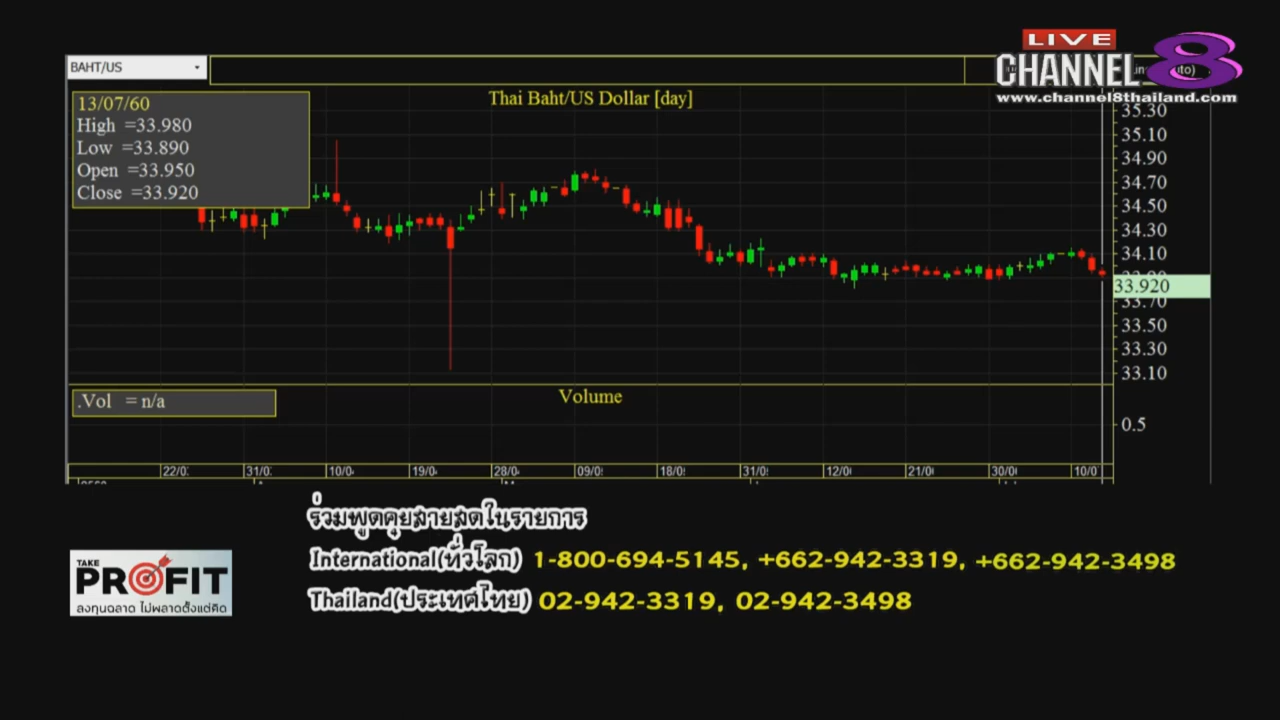 LIVE
CHANNEL 8
www.channel8thailand.com
BAHT/US
Thai Baht/US Dollar [day]
13/07/60
High =33.980
Low =33.890
Open =33.950
Close =33.920
35.30
35.10
34.90
34.70
34.50
34.30
34.10
33.920
33.70
33.50
33.30
33.10
.Vol = n/a
Volume
0.5
22/0 31/0 10/0 19/0 28/0 09/0 18/0 31/0 12/0 21/0 30/0 10/0
ร่วมพูดคุยสายสดในรายการ
International(ทั่วโลก) 1-800-694-5145, +662-942-3319, +662-942-3498
Thailand(ประเทศไทย) 02-942-3319, 02-942-3498
TAKE
PROFIT
ลงทุนฉลาด ไม่พลาดตั้งแต่คิด